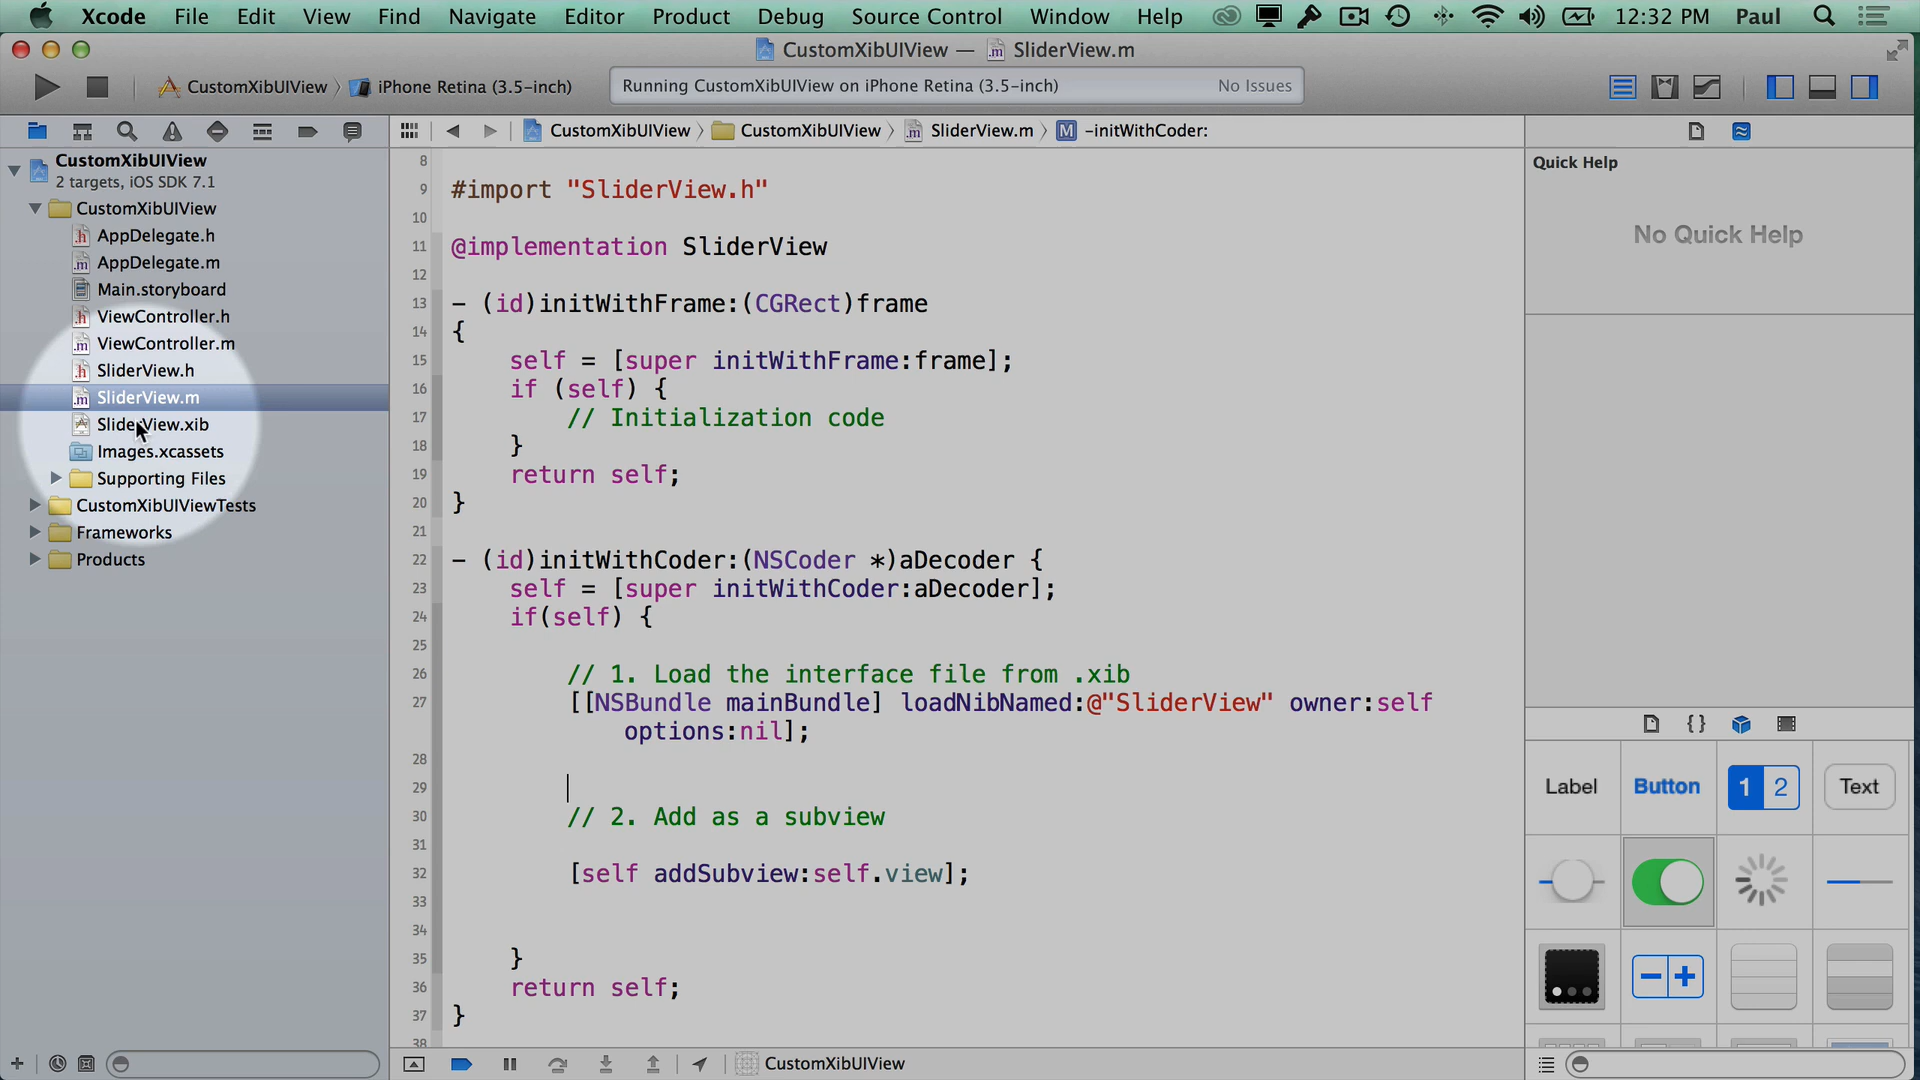 Xcode File Edit View Find Navigate Editor Product Debug Source Control Window Help 12:32 PM Paul
CustomXibUIView — SliderView.m
CustomXibUIView iPhone Retina (3.5-inch)
Running CustomXibUIView on iPhone Retina (3.5-inch) No Issues
CustomXibUIView CustomXibUIView SliderView.m M -initWithCoder:
CustomXibUIView
2 targets, iOS SDK 7.1
CustomXibUIView
AppDelegate.h
AppDelegate.m
Main.storyboard
ViewController.h
ViewController.m
SliderView.h
SliderView.m
SliderView.xib
Images.xcassets
Supporting Files
CustomXibUIViewTests
Frameworks
Products
8
9 #import "SliderView.h"
10
11 @implementation SliderView
12
13 - (id)initWithFrame:(CGRect)frame
14 {
15 self = [super initWithFrame:frame];
16 if (self) {
17 // Initialization code
18 }
19 return self;
20 }
21
22 - (id)initWithCoder:(NSCoder *)aDecoder {
23 self = [super initWithCoder:aDecoder];
24 if(self) {
25
26 // 1. Load the interface file from .xib
27 [[NSBundle mainBundle] loadNibNamed:@"SliderView" owner:self
options:nil];
28
29
30 // 2. Add as a subview
31
32 [self addSubview:self.view];
33
34
35 }
36 return self;
37 }
38
CustomXibUIView
Quick Help
No Quick Help
{ }
Label Button 1 2 Text